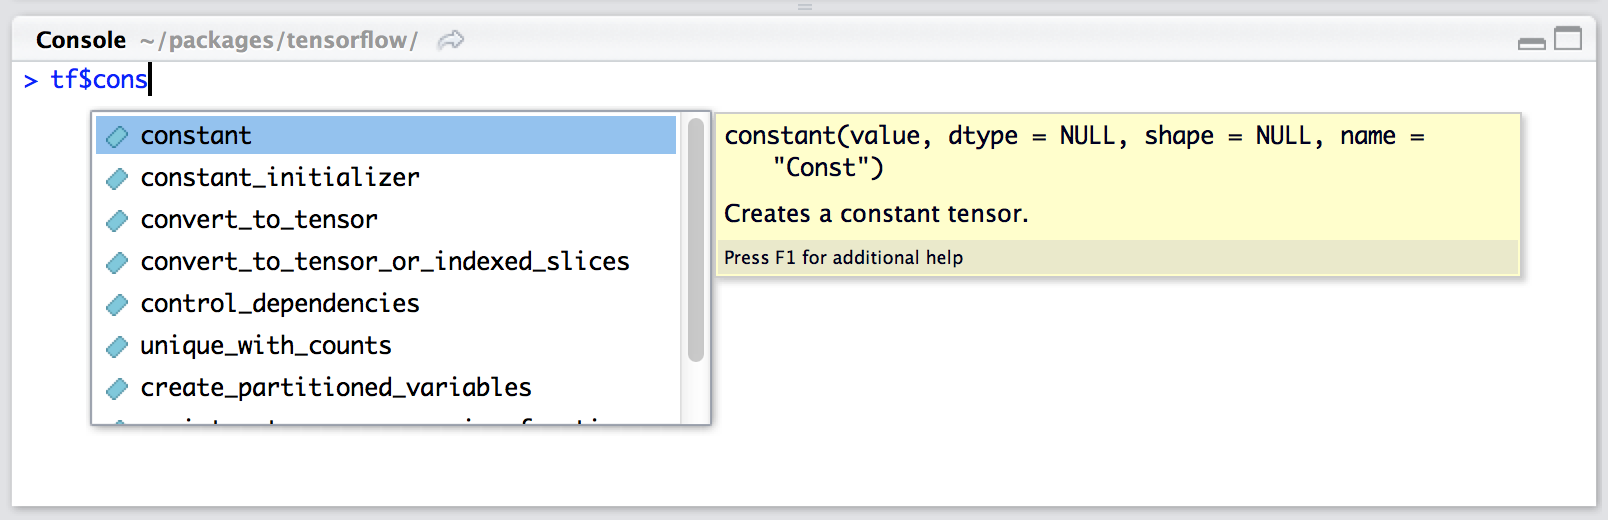 Console ~/packages/tensorflow/
> tf$cons
constant
constant_initializer
convert_to_tensor
convert_to_tensor_or_indexed_slices
control_dependencies
unique_with_counts
create_partitioned_variables
constant(value, dtype = NULL, shape = NULL, name =
"Const")
Creates a constant tensor.
Press F1 for additional help